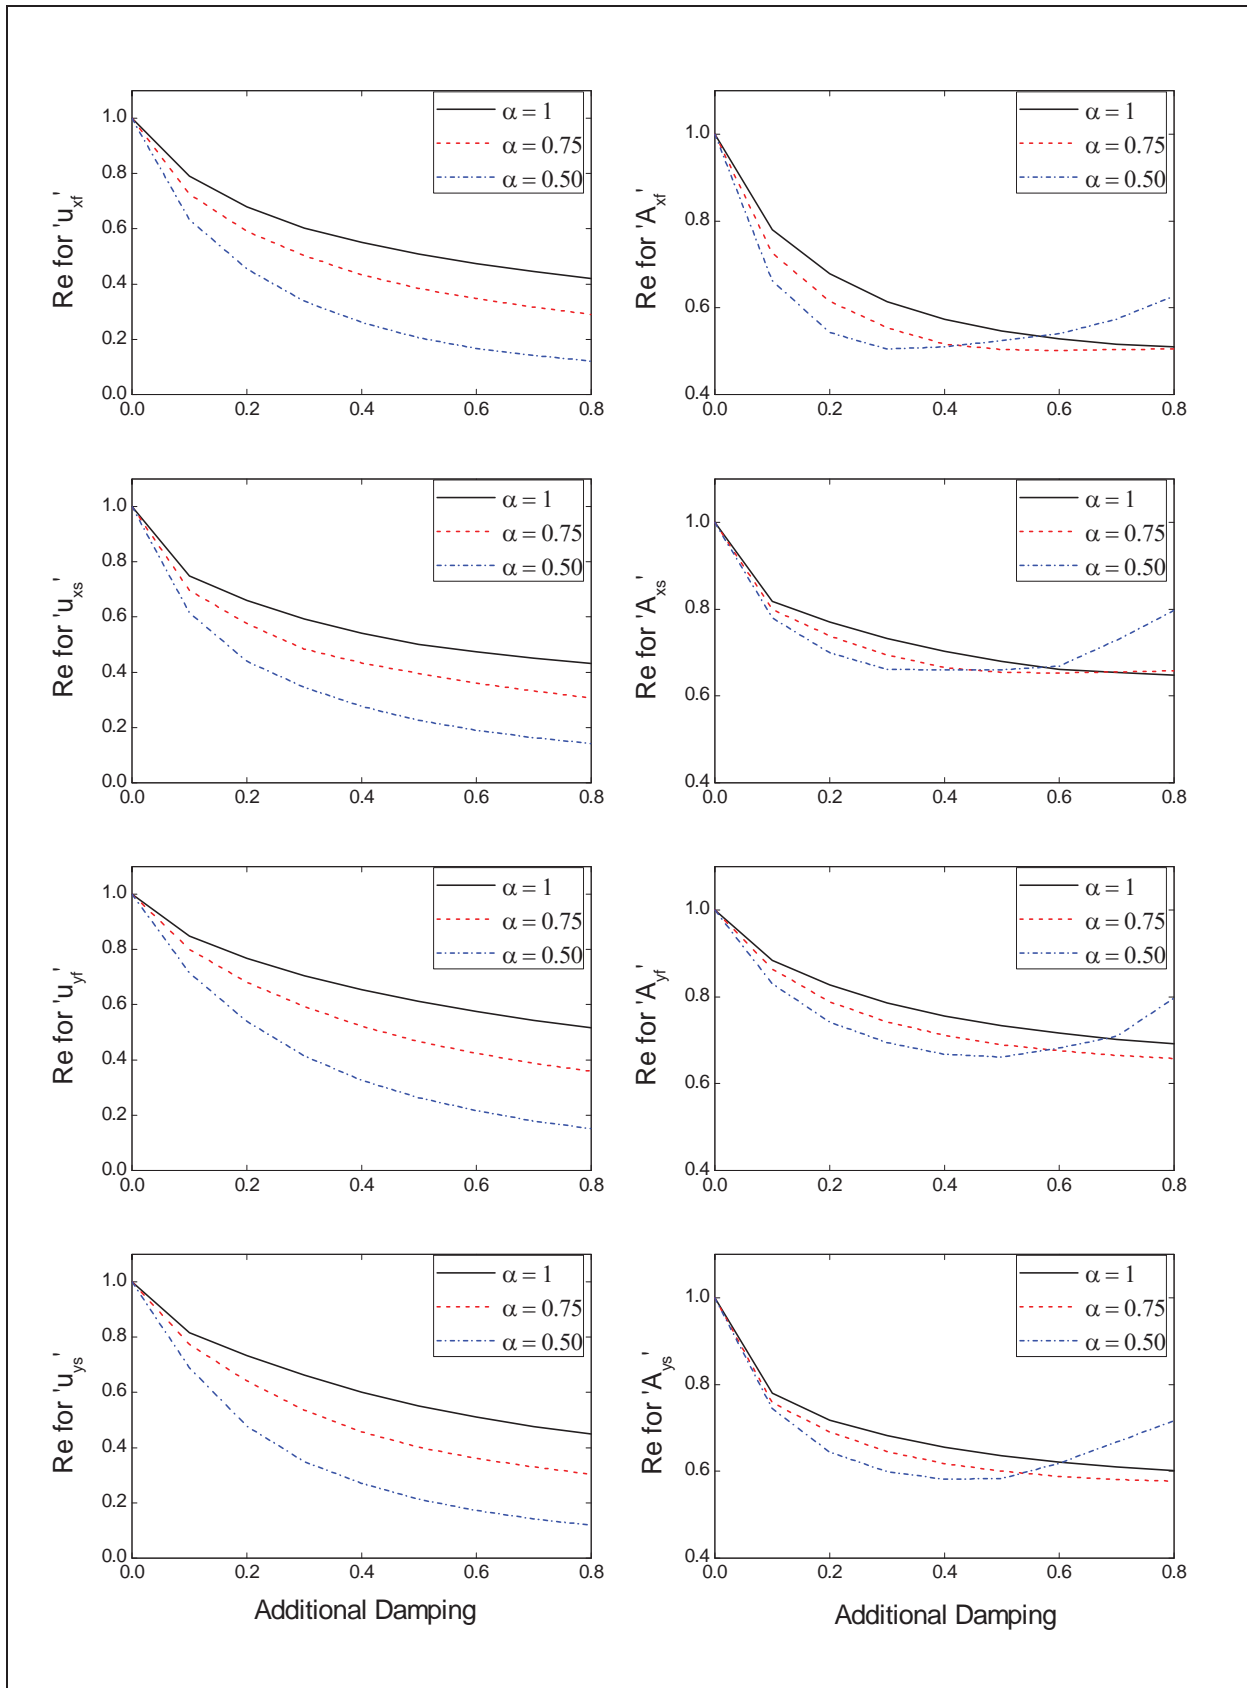 α = 1
α = 0.75
α = 0.50
1.0
0.8
0.6
0.4
0.2
0.0
0.0 0.2 0.4 0.6 0.8
Re for 'u_xf'
α = 1
α = 0.75
α = 0.50
1.0
0.8
0.6
0.4
0.0 0.2 0.4 0.6 0.8
Re for 'A_xf'
α = 1
α = 0.75
α = 0.50
1.0
0.8
0.6
0.4
0.2
0.0
0.0 0.2 0.4 0.6 0.8
Re for 'u_xs'
α = 1
α = 0.75
α = 0.50
1.0
0.8
0.6
0.4
0.0 0.2 0.4 0.6 0.8
Re for 'A_xs'
α = 1
α = 0.75
α = 0.50
1.0
0.8
0.6
0.4
0.2
0.0
0.0 0.2 0.4 0.6 0.8
Re for 'u_yf'
α = 1
α = 0.75
α = 0.50
1.0
0.8
0.6
0.4
0.0 0.2 0.4 0.6 0.8
Re for 'A_yf'
α = 1
α = 0.75
α = 0.50
1.0
0.8
0.6
0.4
0.2
0.0
0.0 0.2 0.4 0.6 0.8
Re for 'u_ys'
Additional Damping
α = 1
α = 0.75
α = 0.50
1.0
0.8
0.6
0.4
0.0 0.2 0.4 0.6 0.8
Re for 'A_ys'
Additional Damping